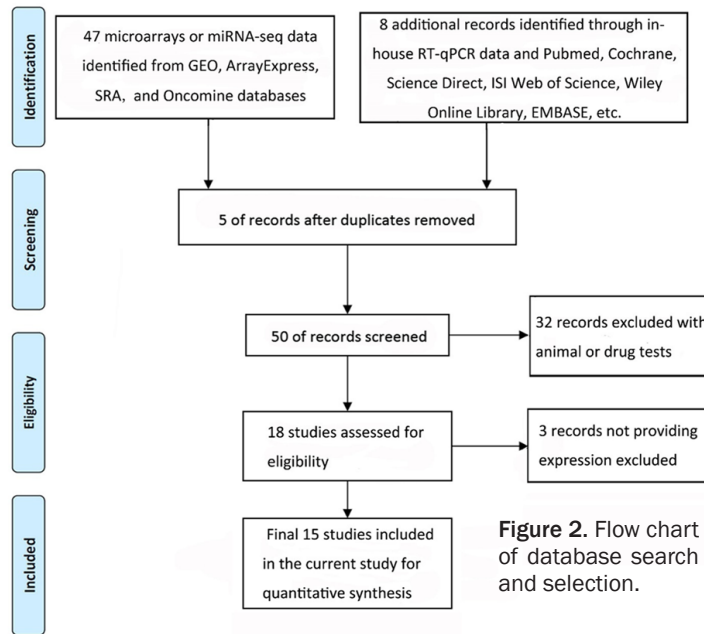 Identification
47 microarrays or miRNA-seq data
identified from GEO, ArrayExpress,
SRA, and Oncomine databases
8 additional records identified through in-
house RT-qPCR data and Pubmed, Cochrane,
Science Direct, ISI Web of Science, Wiley
Online Library, EMBASE, etc.
Screening
5 of records after duplicates removed
50 of records screened
32 records excluded with
animal or drug tests
Eligibility
18 studies assessed for
eligibility
3 records not providing
expression excluded
Included
Final 15 studies included
in the current study for
quantitative synthesis
Figure 2. Flow chart
of database search
and selection.